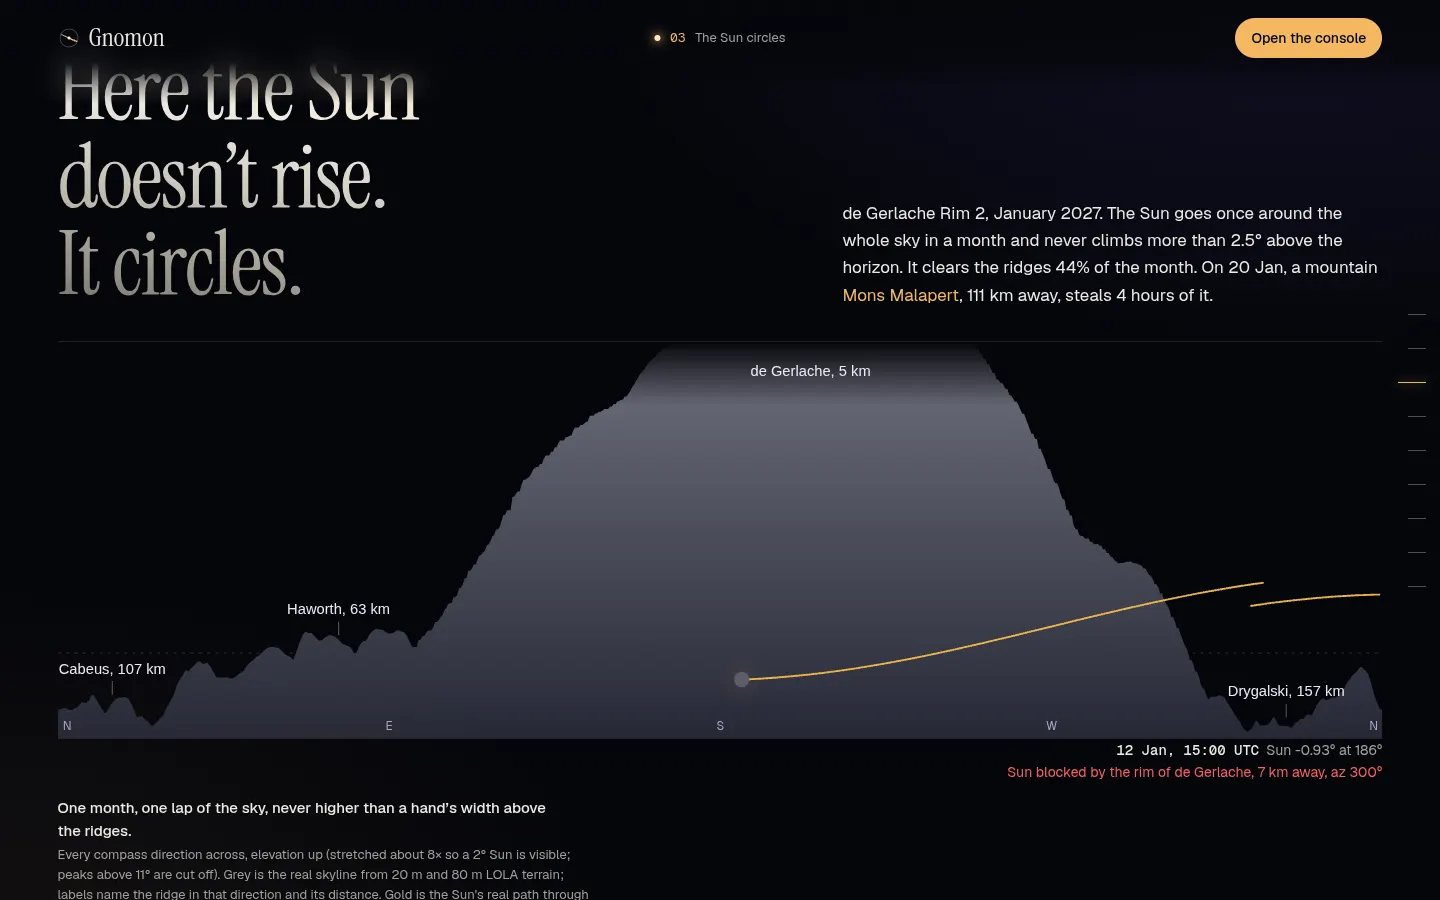 Gnomon
03 The Sun circles
Open the console
Here the Sun
doesn’t rise.
It circles.
de Gerlache Rim 2, January 2027. The Sun goes once around the
whole sky in a month and never climbs more than 2.5° above the
horizon. It clears the ridges 44% of the month. On 20 Jan, a mountain
Mons Malapert, 111 km away, steals 4 hours of it.
de Gerlache, 5 km
Haworth, 63 km
Cabeus, 107 km
Drygalski, 157 km
N E S W N
12 Jan, 15:00 UTC Sun -0.93° at 186°
Sun blocked by the rim of de Gerlache, 7 km away, az 300°
One month, one lap of the sky, never higher than a hand’s width above
the ridges.
Every compass direction across, elevation up (stretched about 8× so a 2° Sun is visible;
peaks above 11° are cut off). Grey is the real skyline from 20 m and 80 m LOLA terrain;
labels name the ridge in that direction and its distance. Gold is the Sun's real path through